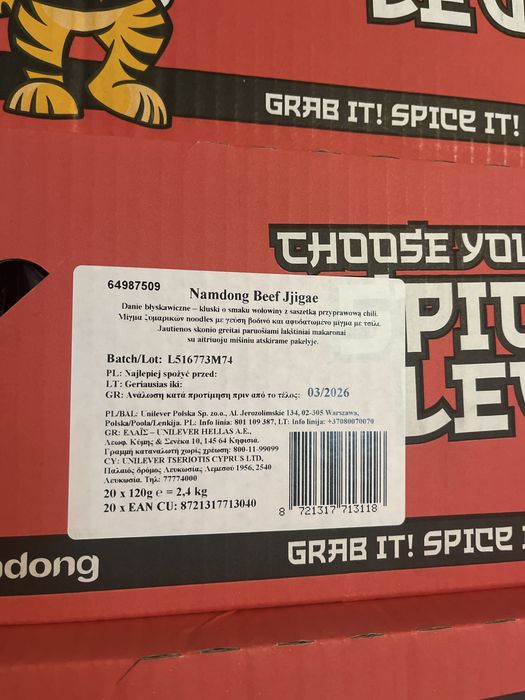 GRAB IT! SPICE IT!
CHOOSE YOU
SPIC
LEV
64987509
Namdong Beef Jjigae
Danie błyskawiczne – kluski o smaku wołowiny z saszetką przyprawową chili.
Μίγμα ζυμαρικών noodles με γεύση βοδινό και αφυδατωμένο μίγμα με τσίλι.
Jautienos skonio greitai paruošiami lakštiniai makaronai
su aitriuoju mišiniu atskirame pakelyje.
Batch/Lot: L516773M74
PL: Najlepiej spożyć przed:
LT: Geriausias iki:
GR: Ανάλωση κατά προτίμηση πριν από το τέλος: 03/2026
PL/BAL: Unilever Polska Sp. zo.o., Al. Jerozolimskie 134, 02-305 Warszawa,
Polska/Poola/Lenkija. PL: Info linia: 801 109 387, LT: Info linija: +37080070070
GR: ΕΛΑΪΣ – UNILEVER HELLAS A.E.,
Λεωφ. Κύμης & Σενέκα 10, 145 64 Κηφισια.
Γραμμή καταναλωτή χωρίς χρέωση: 800-11-99099
CY: UNILEVER TSERIOTIS CYPRUS LTD,
Παλαιός δρόμος Λευκωσίας Λεμεσού 195б, 2540
Λευκωσία. Τηλ: 77774000
20 x 120g e = 2,4 kg
20 x EAN CU: 8721317713040
8 721317 713118
dong
GRAB IT! SPICE